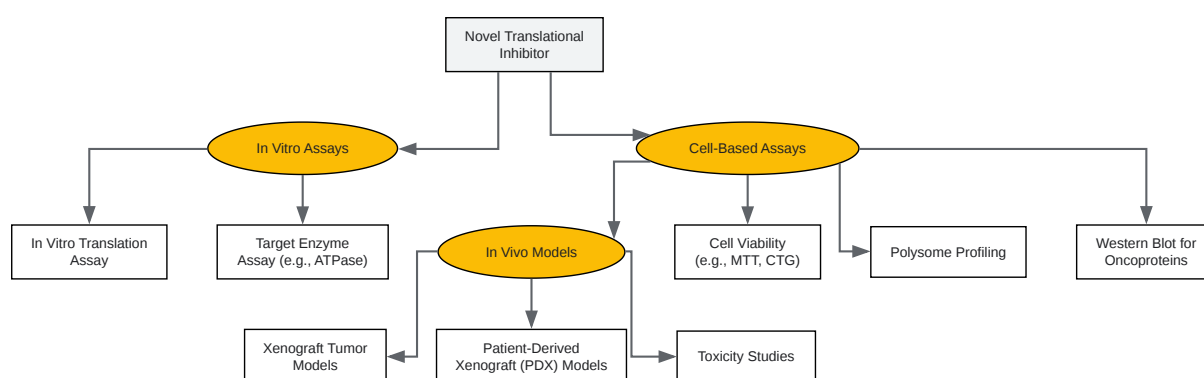 Novel Translational
Inhibitor
In Vitro Assays
Cell-Based Assays
In Vitro Translation
Assay
Target Enzyme
Assay (e.g., ATPase)
In Vivo Models
Cell Viability
(e.g., MTT, CTG)
Polysome Profiling
Western Blot for
Oncoproteins
Xenograft Tumor
Models
Patient-Derived
Xenograft (PDX) Models
Toxicity Studies